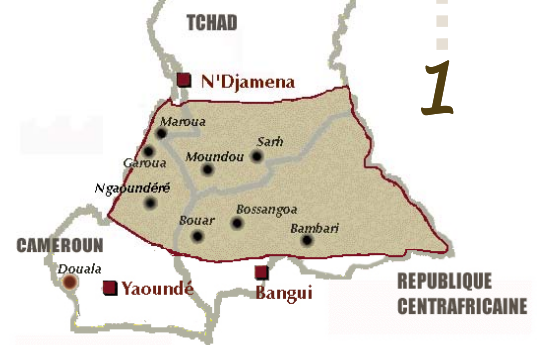 TCHAD
1
N'Djamena
Maroua
Sarh
Garoua
Moundou
Ngaoundéré
Bossangoa
Bouar
Bambari
CAMEROUN
Douala
Yaoundé
Bangui
REPUBLIQUE
CENTRAFRICAINE